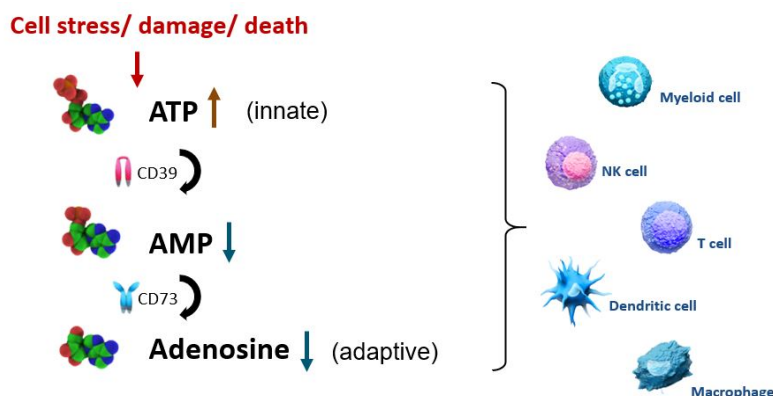 Cell stress/ damage/ death
ATP (innate)
CD39
AMP
CD73
Adenosine (adaptive)
Myeloid cell
NK cell
T cell
Dendritic cell
Macrophage